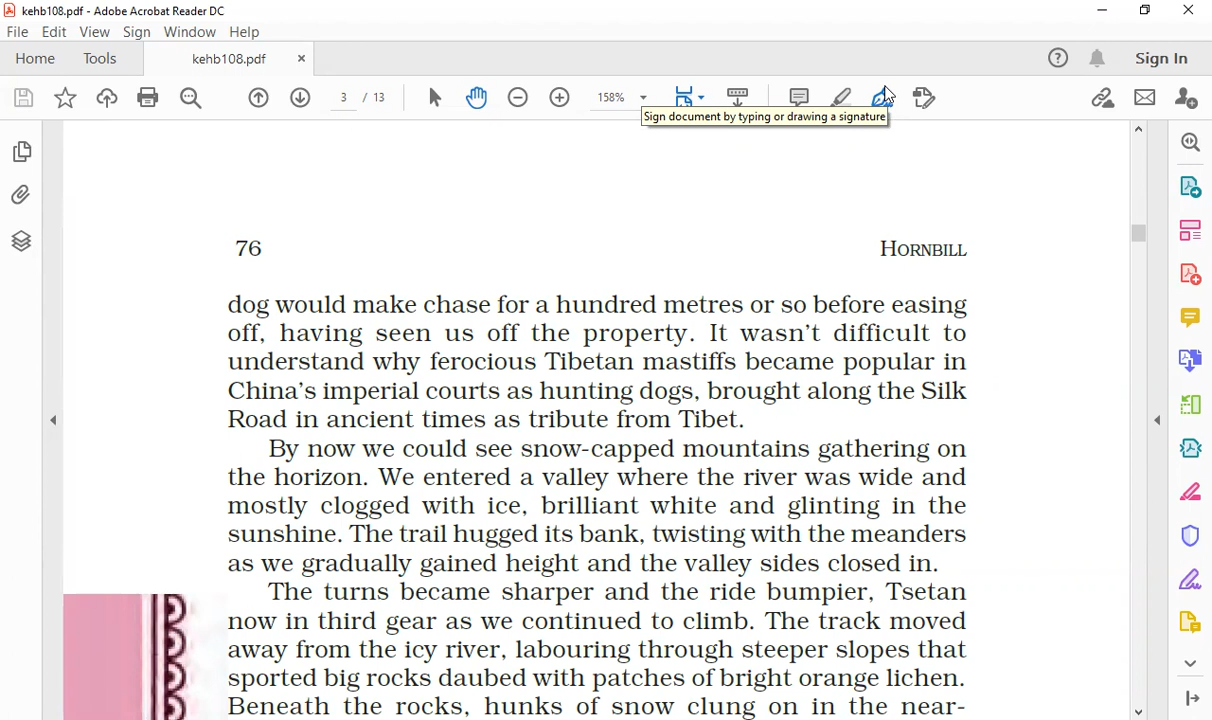 kehb108.pdf - Adobe Acrobat Reader DC
File Edit View Sign Window Help
Home Tools kehb108.pdf × Sign In
3 / 13 158%
Sign document by typing or drawing a signature
76 HORNBILL
dog would make chase for a hundred metres or so before easing
off, having seen us off the property. It wasn't difficult to
understand why ferocious Tibetan mastiffs became popular in
China's imperial courts as hunting dogs, brought along the Silk
Road in ancient times as tribute from Tibet.
By now we could see snow-capped mountains gathering on
the horizon. We entered a valley where the river was wide and
mostly clogged with ice, brilliant white and glinting in the
sunshine. The trail hugged its bank, twisting with the meanders
as we gradually gained height and the valley sides closed in.
The turns became sharper and the ride bumpier, Tsetan
now in third gear as we continued to climb. The track moved
away from the icy river, labouring through steeper slopes that
sported big rocks daubed with patches of bright orange lichen.
Beneath the rocks, hunks of snow clung on in the near-